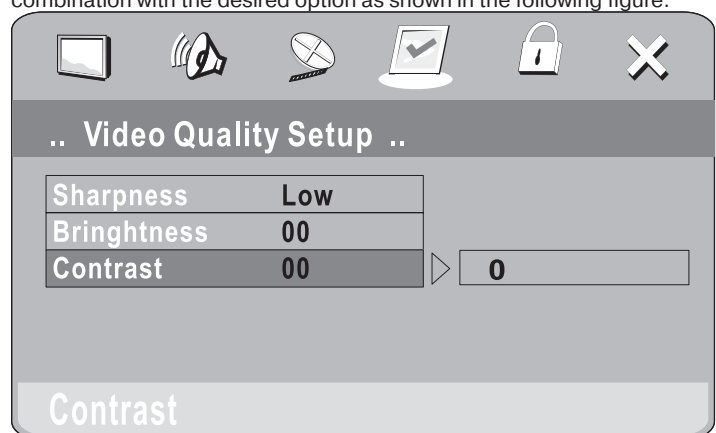 combination with the desired option as shown in the following figure.
.. Video Quality Setup ..
Sharpness Low
Bringhtness 00
Contrast 00 0
Contrast